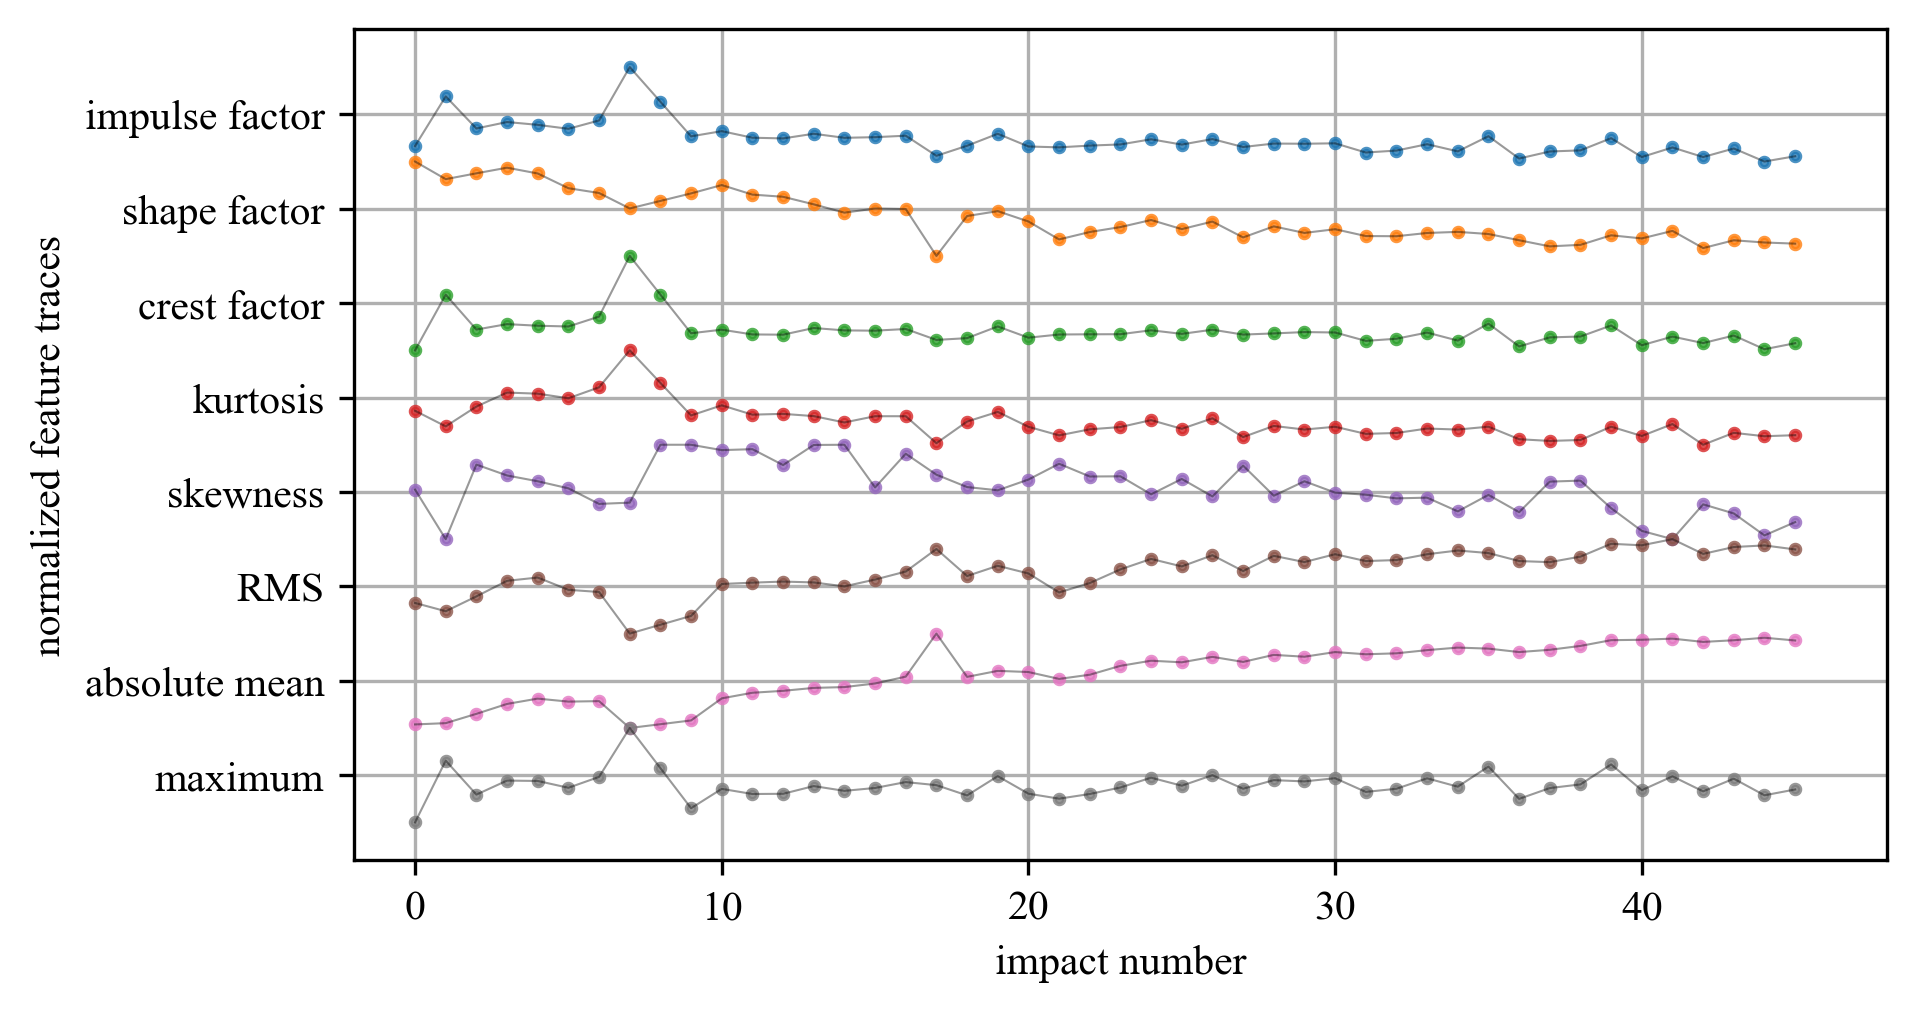 normalized feature traces
impulse factor
shape factor
crest factor
kurtosis
skewness
RMS
absolute mean
maximum
0 10 20 30 40
impact number